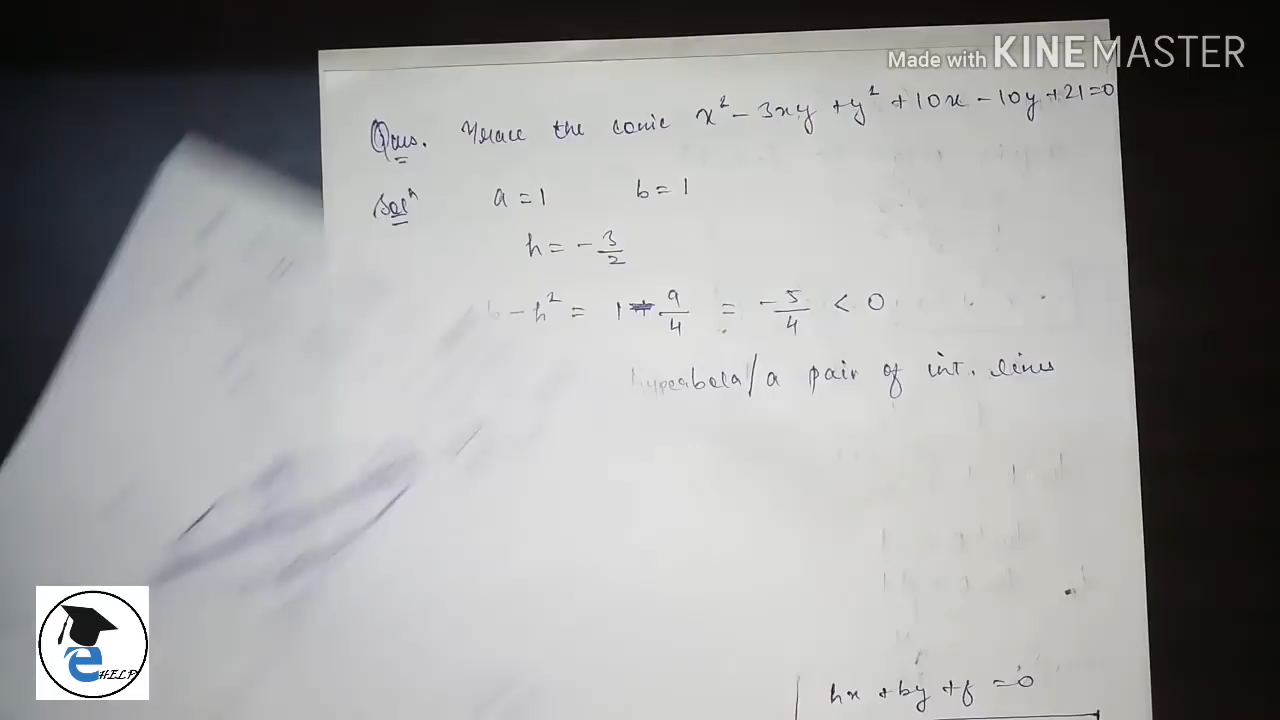 Made with KINEMASTER
Ques. Trace the conic x² - 3xy + y² + 10x - 10y + 21 = 0
Solⁿ a = 1 b = 1
h = - 3/2
- h² = 1 - 9/4 = - 5/4 < 0
hyperbola / a pair of int. lines
hx + by + f = 0
e HELP